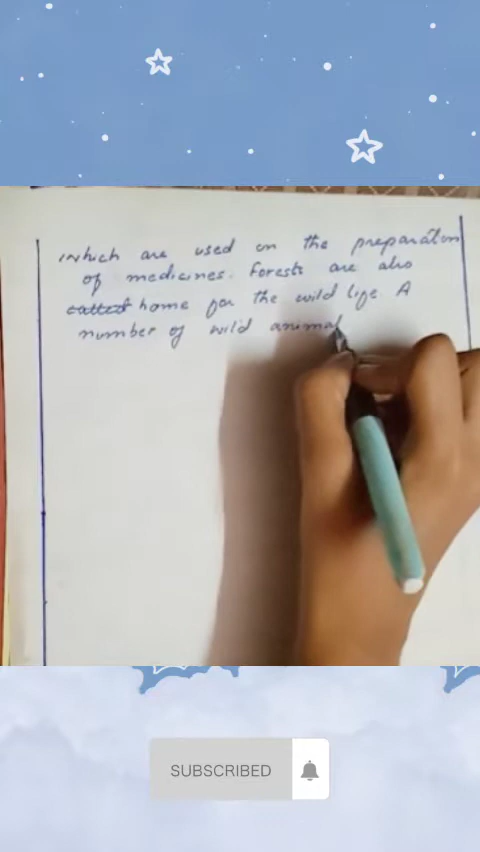 which are used in the preparation
of medicines. Forests are also
called home for the wild life A
number of wild animal
SUBSCRIBED